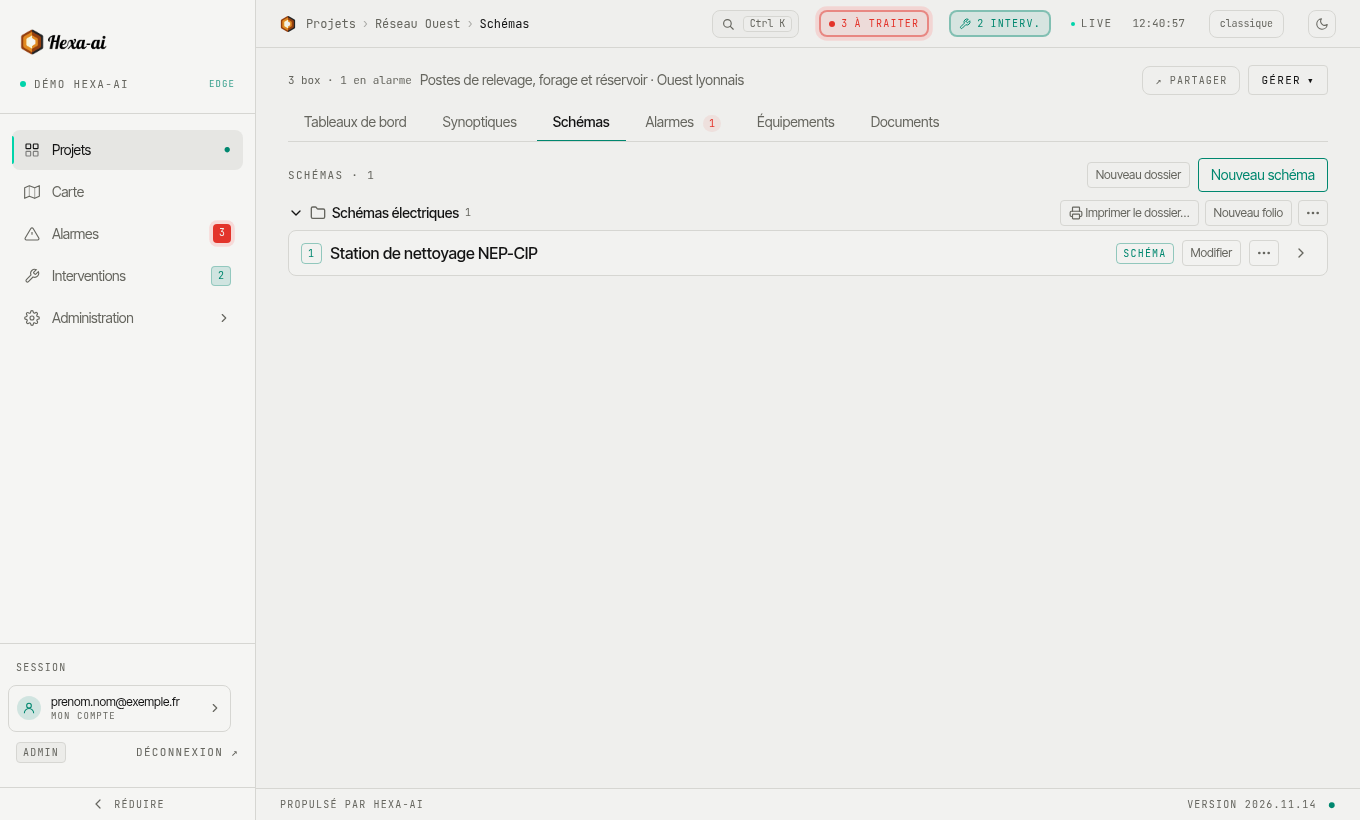 Hexa-ai
DÉMO HEXA-AI EDGE
Projets
Carte
Alarmes 3
Interventions 2
Administration
SESSION
prenom.nom@exemple.fr
MON COMPTE
ADMIN DÉCONNEXION ↗
RÉDUIRE
Projets › Réseau Ouest › Schémas
Ctrl K
3 À TRAITER
2 INTERV.
LIVE 12:40:57
classique
3 box · 1 en alarme Postes de relevage, forage et réservoir · Ouest lyonnais
↗ PARTAGER
GÉRER ▾
Tableaux de bord Synoptiques Schémas Alarmes 1 Équipements Documents
SCHÉMAS · 1
Nouveau dossier Nouveau schéma
Schémas électriques 1
Imprimer le dossier... Nouveau folio ...
1 Station de nettoyage NEP-CIP SCHÉMA Modifier ...
PROPULSÉ PAR HEXA-AI VERSION 2026.11.14